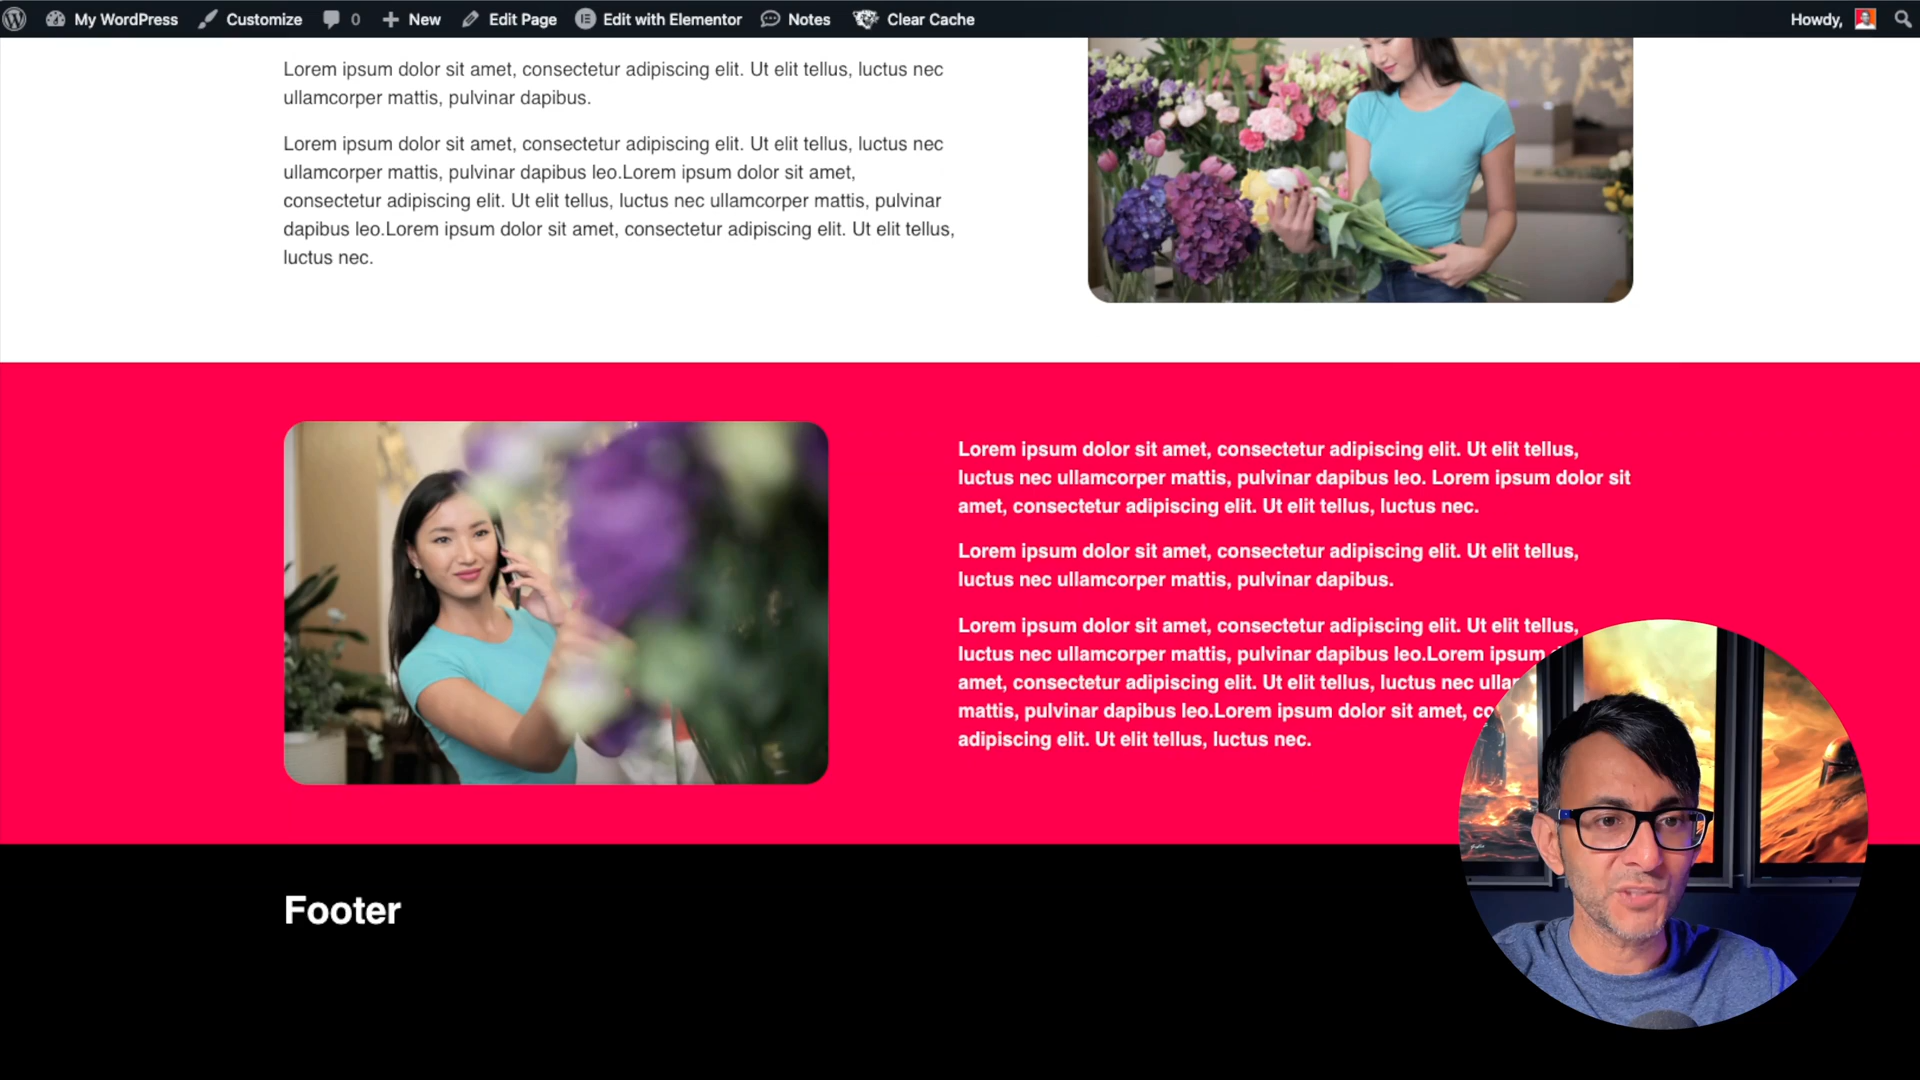 My WordPress Customize 0 New Edit Page Edit with Elementor Notes Clear Cache Howdy,
Lorem ipsum dolor sit amet, consectetur adipiscing elit. Ut elit tellus, luctus nec
ullamcorper mattis, pulvinar dapibus.
Lorem ipsum dolor sit amet, consectetur adipiscing elit. Ut elit tellus, luctus nec
ullamcorper mattis, pulvinar dapibus leo.Lorem ipsum dolor sit amet,
consectetur adipiscing elit. Ut elit tellus, luctus nec ullamcorper mattis, pulvinar
dapibus leo.Lorem ipsum dolor sit amet, consectetur adipiscing elit. Ut elit tellus,
luctus nec.
Lorem ipsum dolor sit amet, consectetur adipiscing elit. Ut elit tellus,
luctus nec ullamcorper mattis, pulvinar dapibus leo. Lorem ipsum dolor sit
amet, consectetur adipiscing elit. Ut elit tellus, luctus nec.
Lorem ipsum dolor sit amet, consectetur adipiscing elit. Ut elit tellus,
luctus nec ullamcorper mattis, pulvinar dapibus.
Lorem ipsum dolor sit amet, consectetur adipiscing elit. Ut elit tellus,
luctus nec ullamcorper mattis, pulvinar dapibus leo.Lorem ipsum
amet, consectetur adipiscing elit. Ut elit tellus, luctus nec
mattis, pulvinar dapibus leo.Lorem ipsum dolor sit amet,
adipiscing elit. Ut elit tellus, luctus nec.
Footer